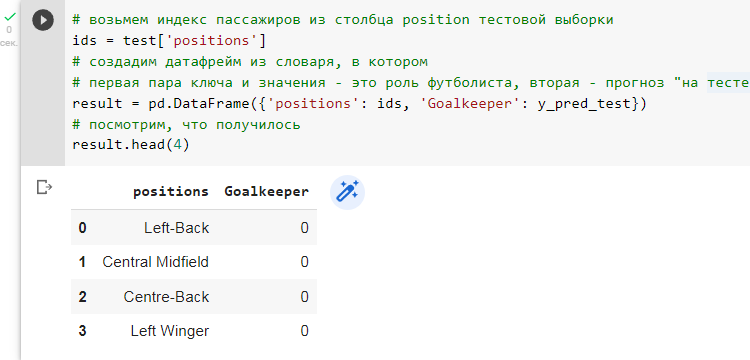 0
сек.
# возьмем индекс пассажиров из столбца position тестовой выборки
ids = test['positions']
# создадим датафрейм из словаря, в котором
# первая пара ключа и значения - это роль футболиста, вторая - прогноз "на тесте
result = pd.DataFrame({'positions': ids, 'Goalkeeper': y_pred_test})
# посмотрим, что получилось
result.head(4)
positions Goalkeeper
0 Left-Back 0
1 Central Midfield 0
2 Centre-Back 0
3 Left Winger 0